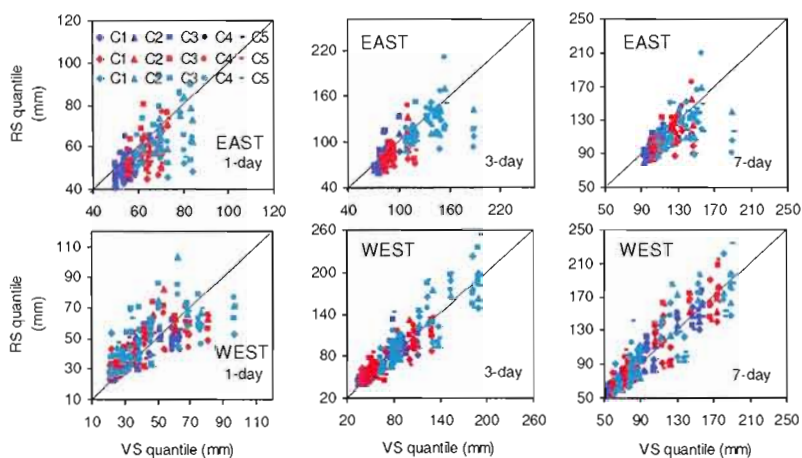 120
100
80
60
40
40 60 80 100 120
C1 C2 C3 C4 C5
C1 C2 C3 C4 C5
C1 C2 C3 C4 C5
EAST
1-day
RS quantile
(mm)
220
160
100
40
40 100 160 220
EAST
3-day
250
210
170
130
90
50
50 90 130 170 210 250
EAST
7-day
110
90
70
50
30
10
10 30 50 70 90 110
WEST
1-day
RS quantile
(mm)
VS quantile (mm)
260
200
140
80
20
20 80 140 200 260
WEST
3-day
VS quantile (mm)
250
210
170
130
90
50
50 90 130 170 210 250
WEST
7-day
VS quantile (mm)